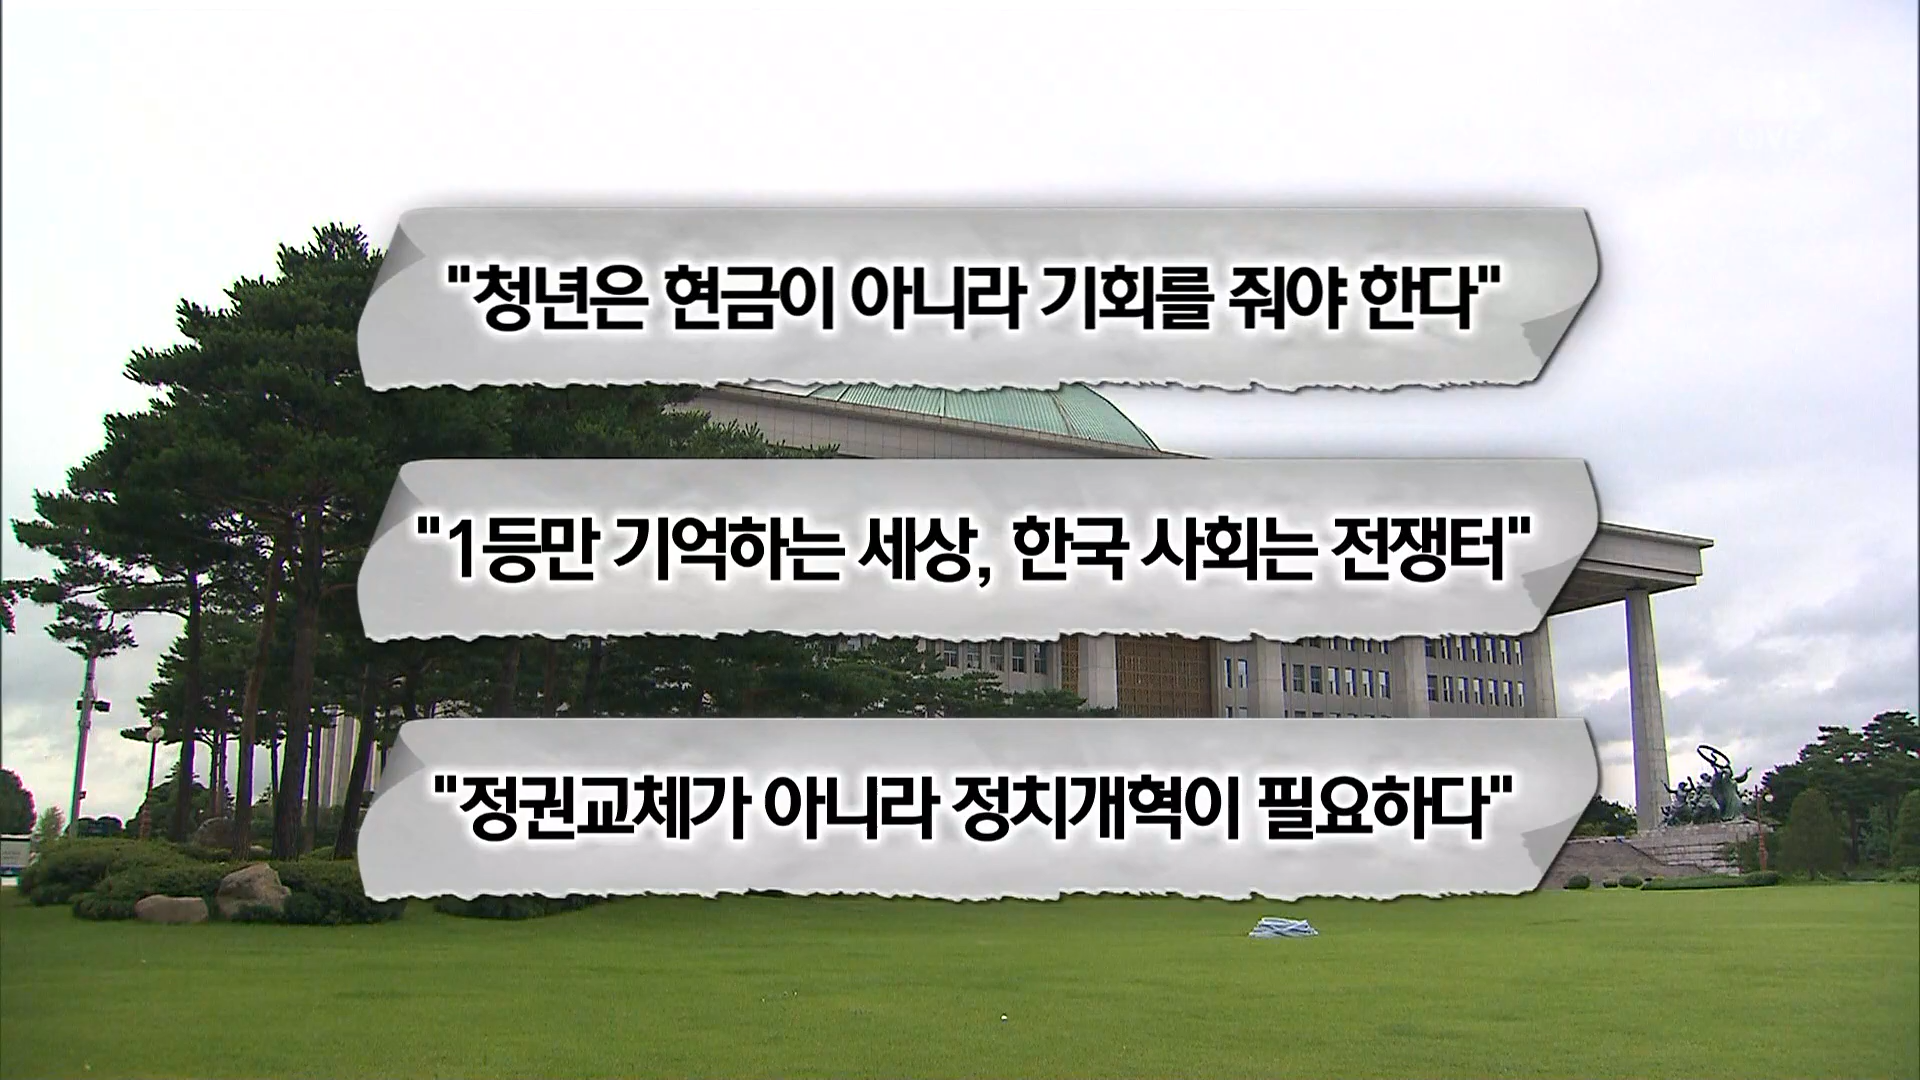 "청년은 현금이 아니라 기회를 줘야 한다"
"1등만 기억하는 세상, 한국 사회는 전쟁터"
"정권교체가 아니라 정치개혁이 필요하다"